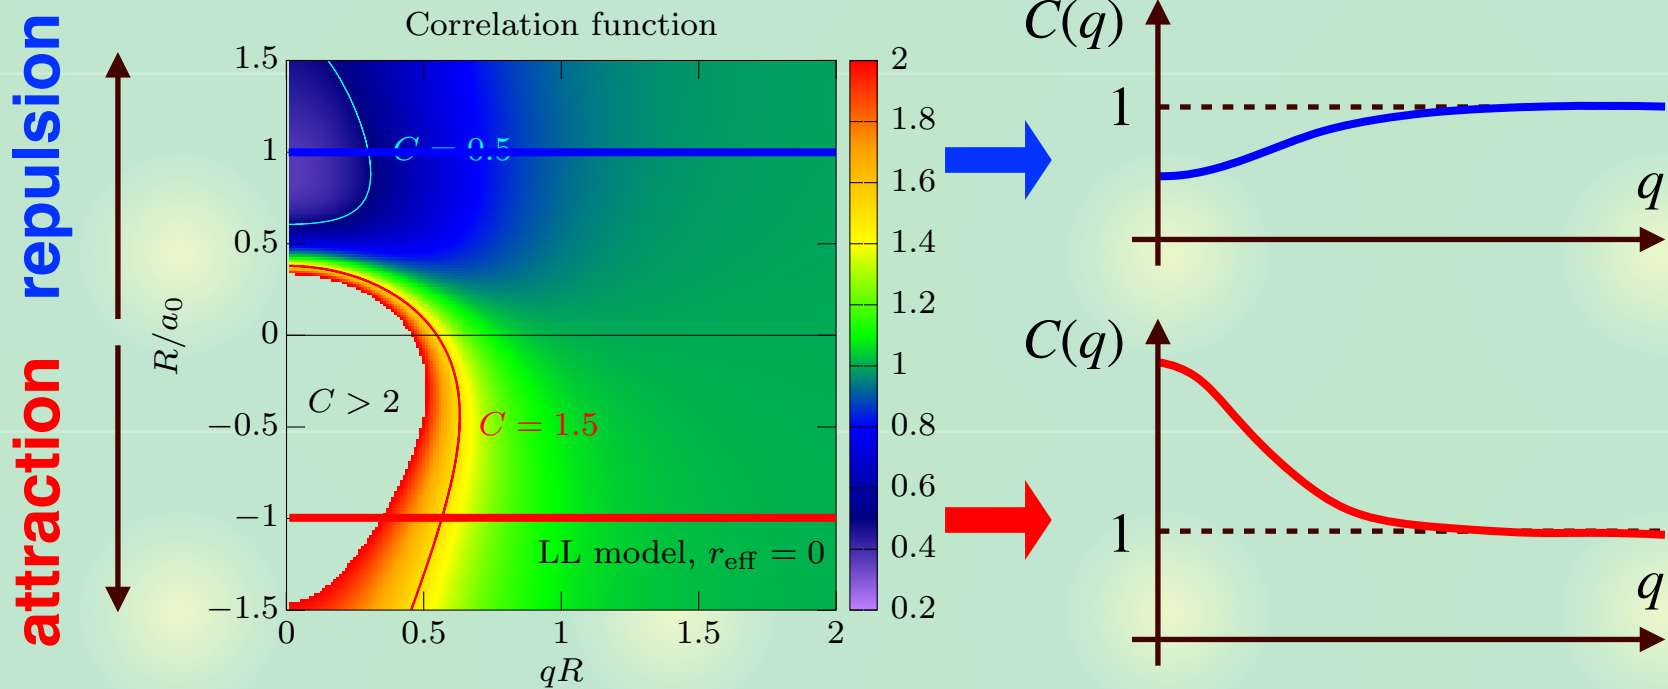 repulsion
attraction
Correlation function
R/a₀
1.5
1
0.5
0
−0.5
−1
−1.5
C = 0.5
C > 2
C = 1.5
LL model, r_eff = 0
0
0.5
1
1.5
2
qR
2
1.8
1.6
1.4
1.2
1
0.8
0.6
0.4
0.2
C(q)
1
q
C(q)
1
q